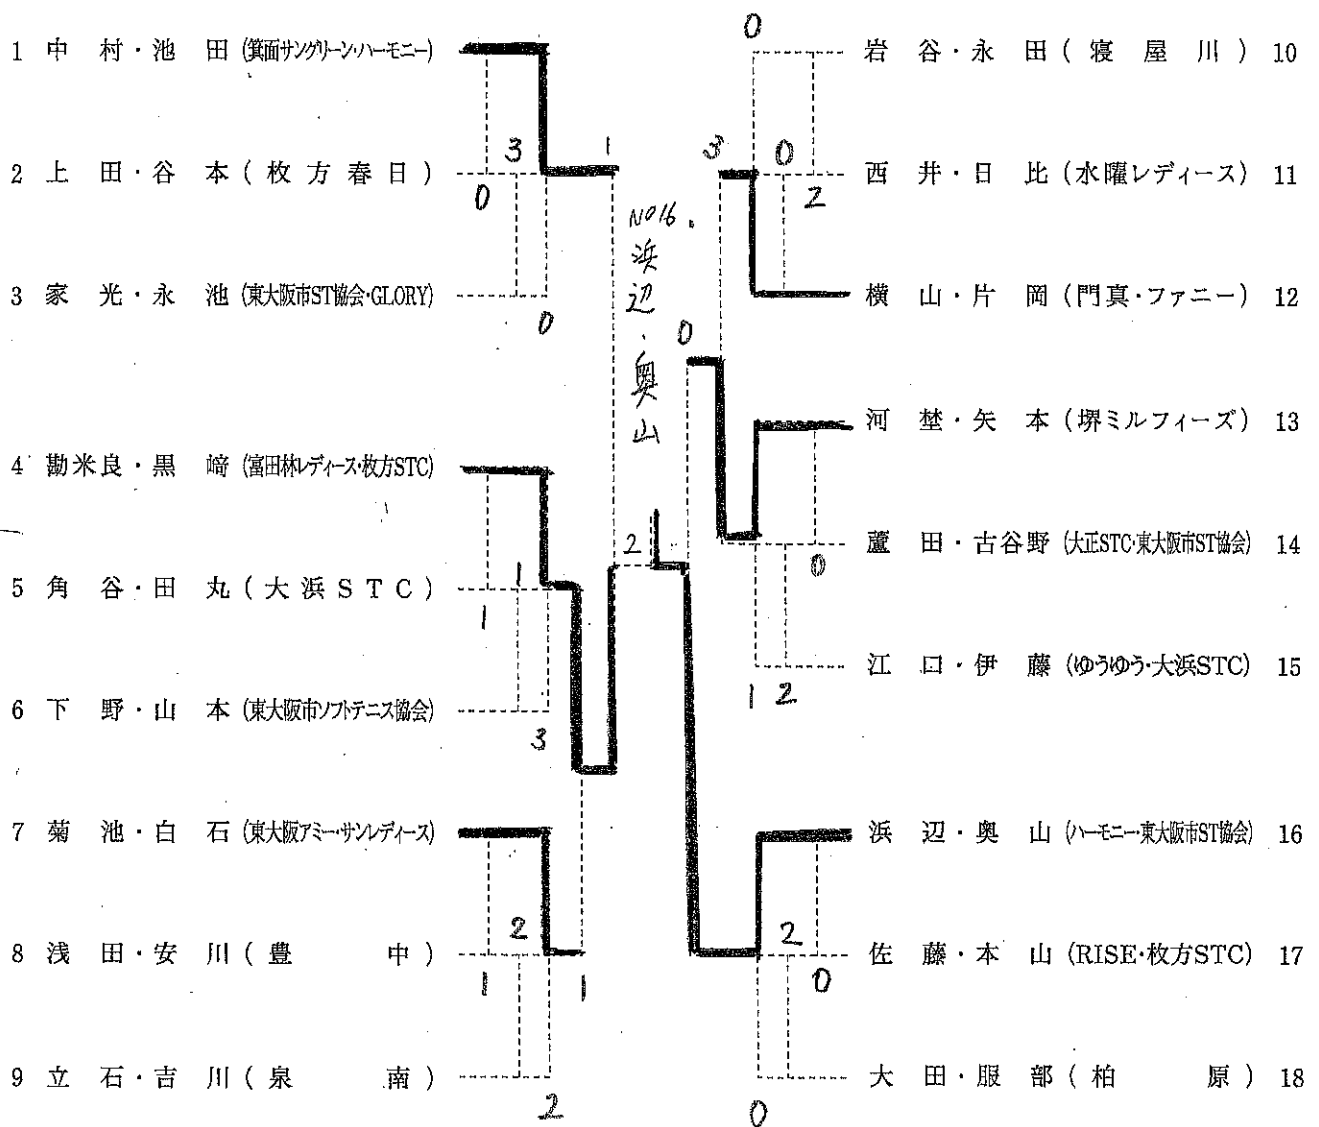 1 中村・池田 (箕面サングリーン・ハーモニー)
2 上田・谷本 (枚方春日)
3 家光・永池 (東大阪市ST協会・GLORY)
4 勘米良・黒﨑 (富田林レディース・枚方STC)
5 角谷・田丸 (大浜STC)
6 下野・山本 (東大阪市ソフトテニス協会)
7 菊池・白石 (東大阪アミー・サンレディース)
8 浅田・安川 (豊中)
9 立石・吉川 (泉南)
3
1
0
0
1
1
3
2
1
1
2
No16.
浜辺・奥山
2
0
岩谷・永田 (寝屋川) 10
西井・日比 (水曜レディース) 11
横山・片岡 (門真・ファニー) 12
河埜・矢本 (堺ミルフィーズ) 13
蘆田・古谷野 (大正STC・東大阪市ST協会) 14
江口・伊藤 (ゆうゆう・大浜STC) 15
浜辺・奥山 (ハーモニー・東大阪市ST協会) 16
佐藤・本山 (RISE・枚方STC) 17
大田・服部 (柏原) 18
0
3
0
2
0
1
2
2
0
0